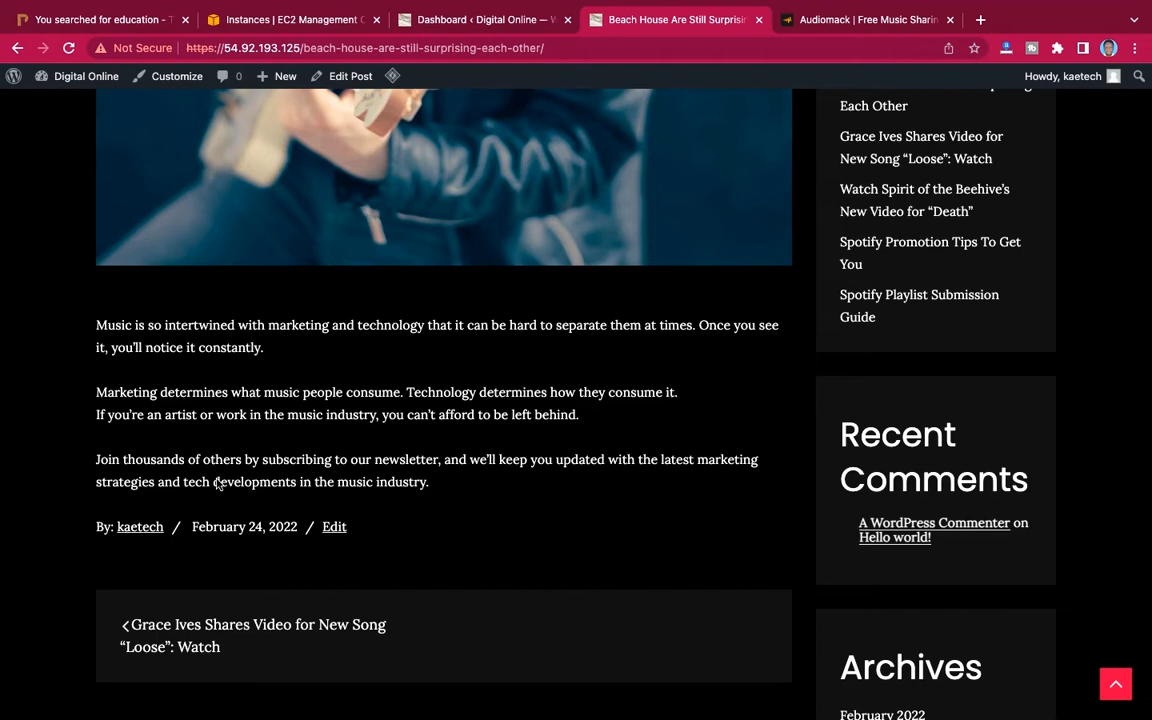 You searched for education - T
Instances | EC2 Management C
Dashboard ‹ Digital Online — W
Beach House Are Still Surprisin
Audiomack | Free Music Sharin
Not Secure | https://54.92.193.125/beach-house-are-still-surprising-each-other/
Digital Online
Customize
0
New
Edit Post
Howdy, kaetech
Each Other
Grace Ives Shares Video for
New Song “Loose”: Watch
Watch Spirit of the Beehive’s
New Video for “Death”
Spotify Promotion Tips To Get
You
Spotify Playlist Submission
Guide
Music is so intertwined with marketing and technology that it can be hard to separate them at times. Once you see
it, you’ll notice it constantly.
Marketing determines what music people consume. Technology determines how they consume it.
If you’re an artist or work in the music industry, you can’t afford to be left behind.
Join thousands of others by subscribing to our newsletter, and we’ll keep you updated with the latest marketing
strategies and tech developments in the music industry.
By: kaetech / February 24, 2022 / Edit
Grace Ives Shares Video for New Song
“Loose”: Watch
Recent
Comments
A WordPress Commenter on
Hello world!
Archives
February 2022